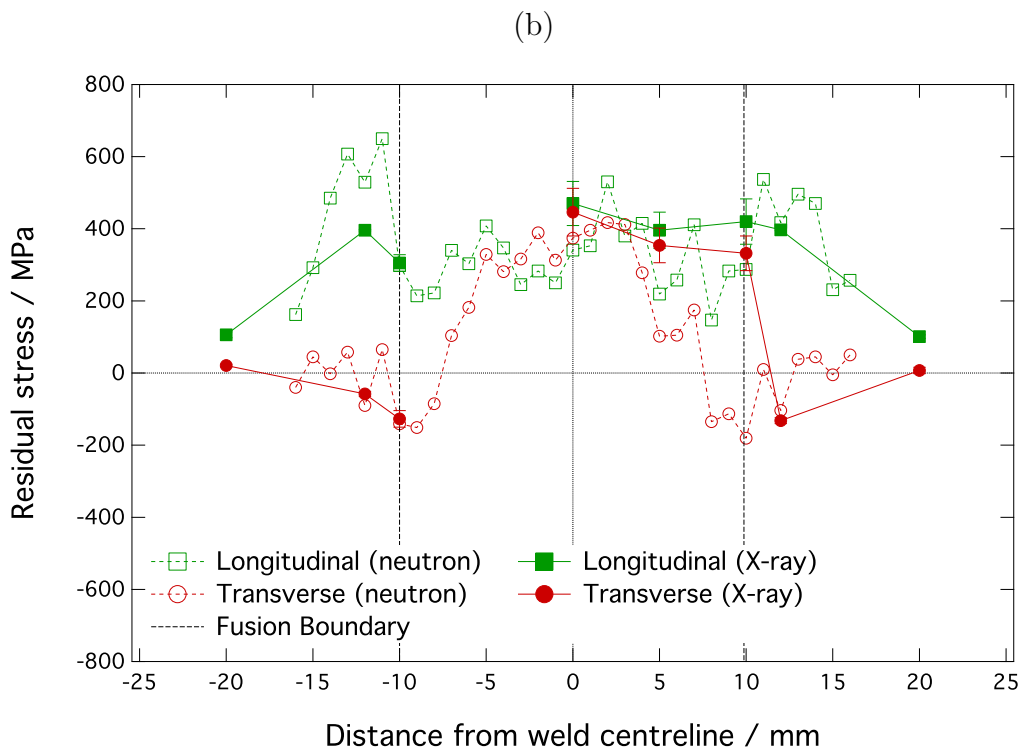 (b)
800
600
400
200
0
-200
-400
-600
-800
Residual stress / MPa
Longitudinal (neutron) Longitudinal (X-ray)
Transverse (neutron) Transverse (X-ray)
Fusion Boundary
-25 -20 -15 -10 -5 0 5 10 15 20 25
Distance from weld centreline / mm